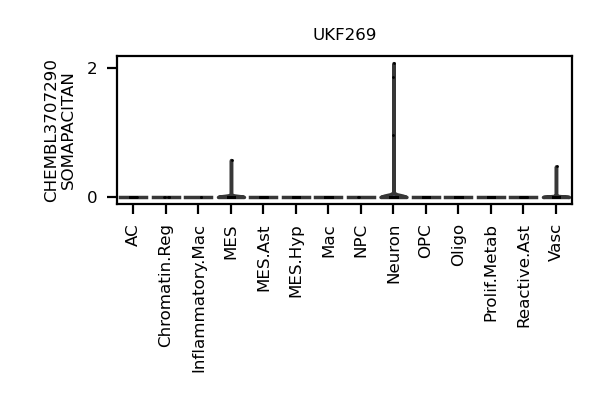 UKF269
CHEMBL3707290
SOMAPACITAN
2
0
AC
Chromatin.Reg
Inflammatory.Mac
MES
MES.Ast
MES.Hyp
Mac
NPC
Neuron
OPC
Oligo
Prolif.Metab
Reactive.Ast
Vasc